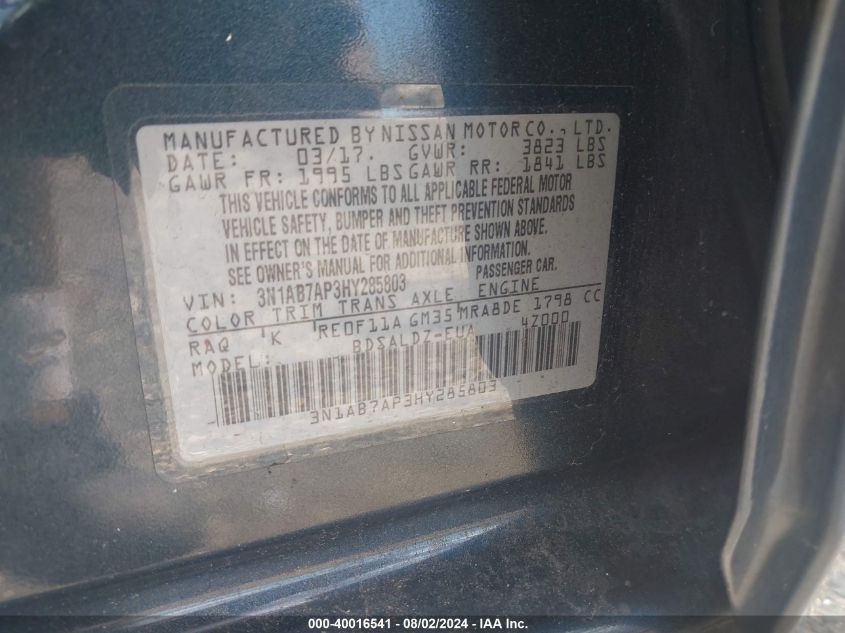 MANUFACTURED BY NISSAN MOTOR CO., LTD.
DATE: 03/17. GVWR: 3823 LBS
GAWR FR: 1995 LBS GAWR RR: 1841 LBS
THIS VEHICLE CONFORMS TO ALL APPLICABLE FEDERAL MOTOR
VEHICLE SAFETY, BUMPER AND THEFT PREVENTION STANDARDS
IN EFFECT ON THE DATE OF MANUFACTURE SHOWN ABOVE.
SEE OWNER'S MANUAL FOR ADDITIONAL INFORMATION.
VIN: 3N1AB7AP3HY285803 PASSENGER CAR.
COLOR TRIM TRANS AXLE ENGINE
RAQ 'K RE0F11A GM35 MRA8DE 1798 CC
MODEL: BDSALDZ-EUA 4Z000
3N1AB7AP3HY285803
000-40016541 - 08/02/2024 - IAA Inc.